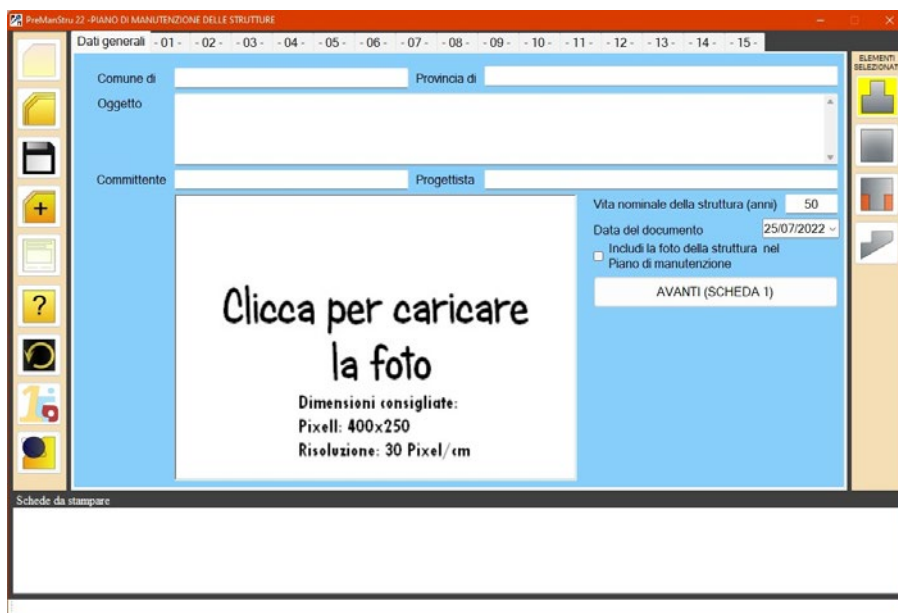 PreManStru 22 -PIANO DI MANUTENZIONE DELLE STRUTTURE
Dati generali - 01 - - 02 - - 03 - - 04 - - 05 - - 06 - - 07 - - 08 - - 09 - - 10 - - 11 - - 12 - - 13 - - 14 - - 15 -
ELEMENTI
SELEZIONAT
Comune di Provincia di
Oggetto
Committente Progettista
Vita nominale della struttura (anni) 50
Data del documento 25/07/2022
Includi la foto della struttura nel
Piano di manutenzione
AVANTI (SCHEDA 1)
Clicca per caricare
la foto
Dimensioni consigliate:
Pixell: 400x250
Risoluzione: 30 Pixel/cm
?
Schede da stampare